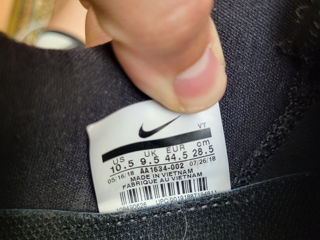 VT
US UK EUR cm
10.5 9.5 44.5 28.5
05/16/18 AA1634-002 07/26/18
MADE IN VIETNAM
FABRIQUÉ AU VIETNAM